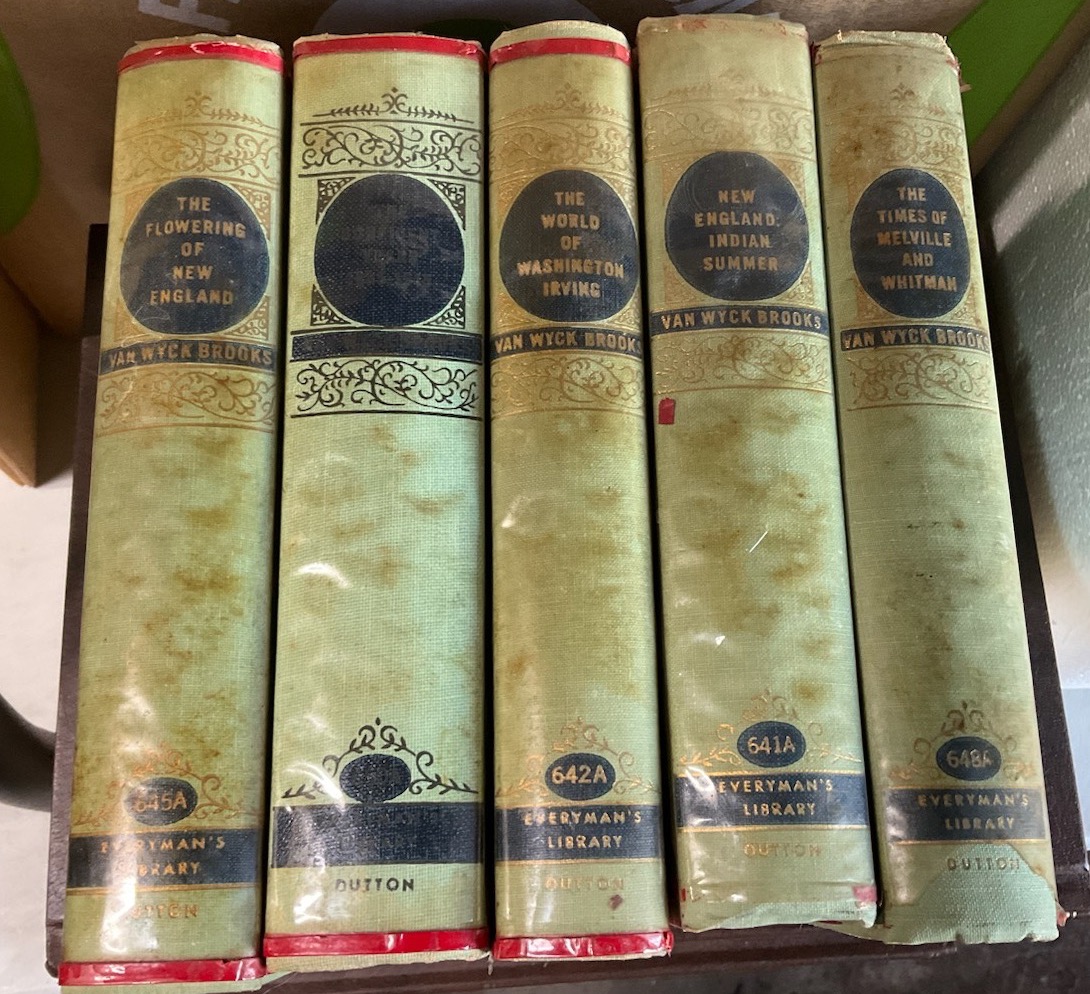 THE
FLOWERING
OF
NEW
ENGLAND
VAN WYCK BROOKS
645A
EVERYMAN'S
LIBRARY
DUTTON
DUTTON
THE
WORLD
OF
WASHINGTON
IRVING
VAN WYCK BROOKS
642A
EVERYMAN'S
LIBRARY
DUTTON
NEW
ENGLAND:
INDIAN
SUMMER
VAN WYCK BROOKS
641A
EVERYMAN'S
LIBRARY
DUTTON
THE
TIMES OF
MELVILLE
AND
WHITMAN
VAN WYCK BROOKS
648A
EVERYMAN'S
LIBRARY
DUTTON